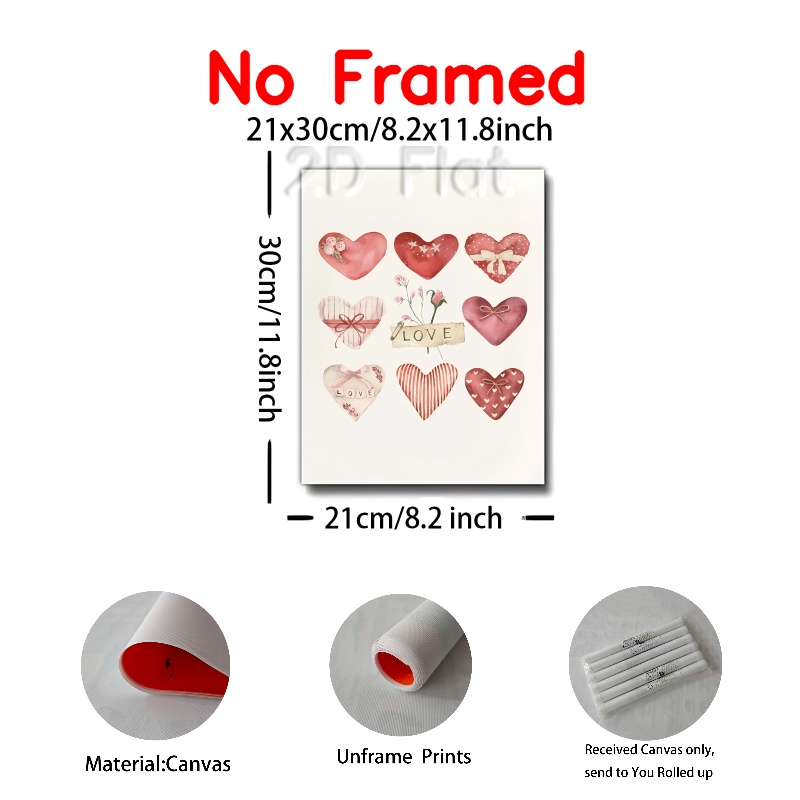 No Framed
21x30cm/8.2x11.8inch
2D Flat
30cm/11.8inch
LOVE
LOVE
21cm/8.2 inch
Material:Canvas
Unframe Prints
Received Canvas only,
send to You Rolled up